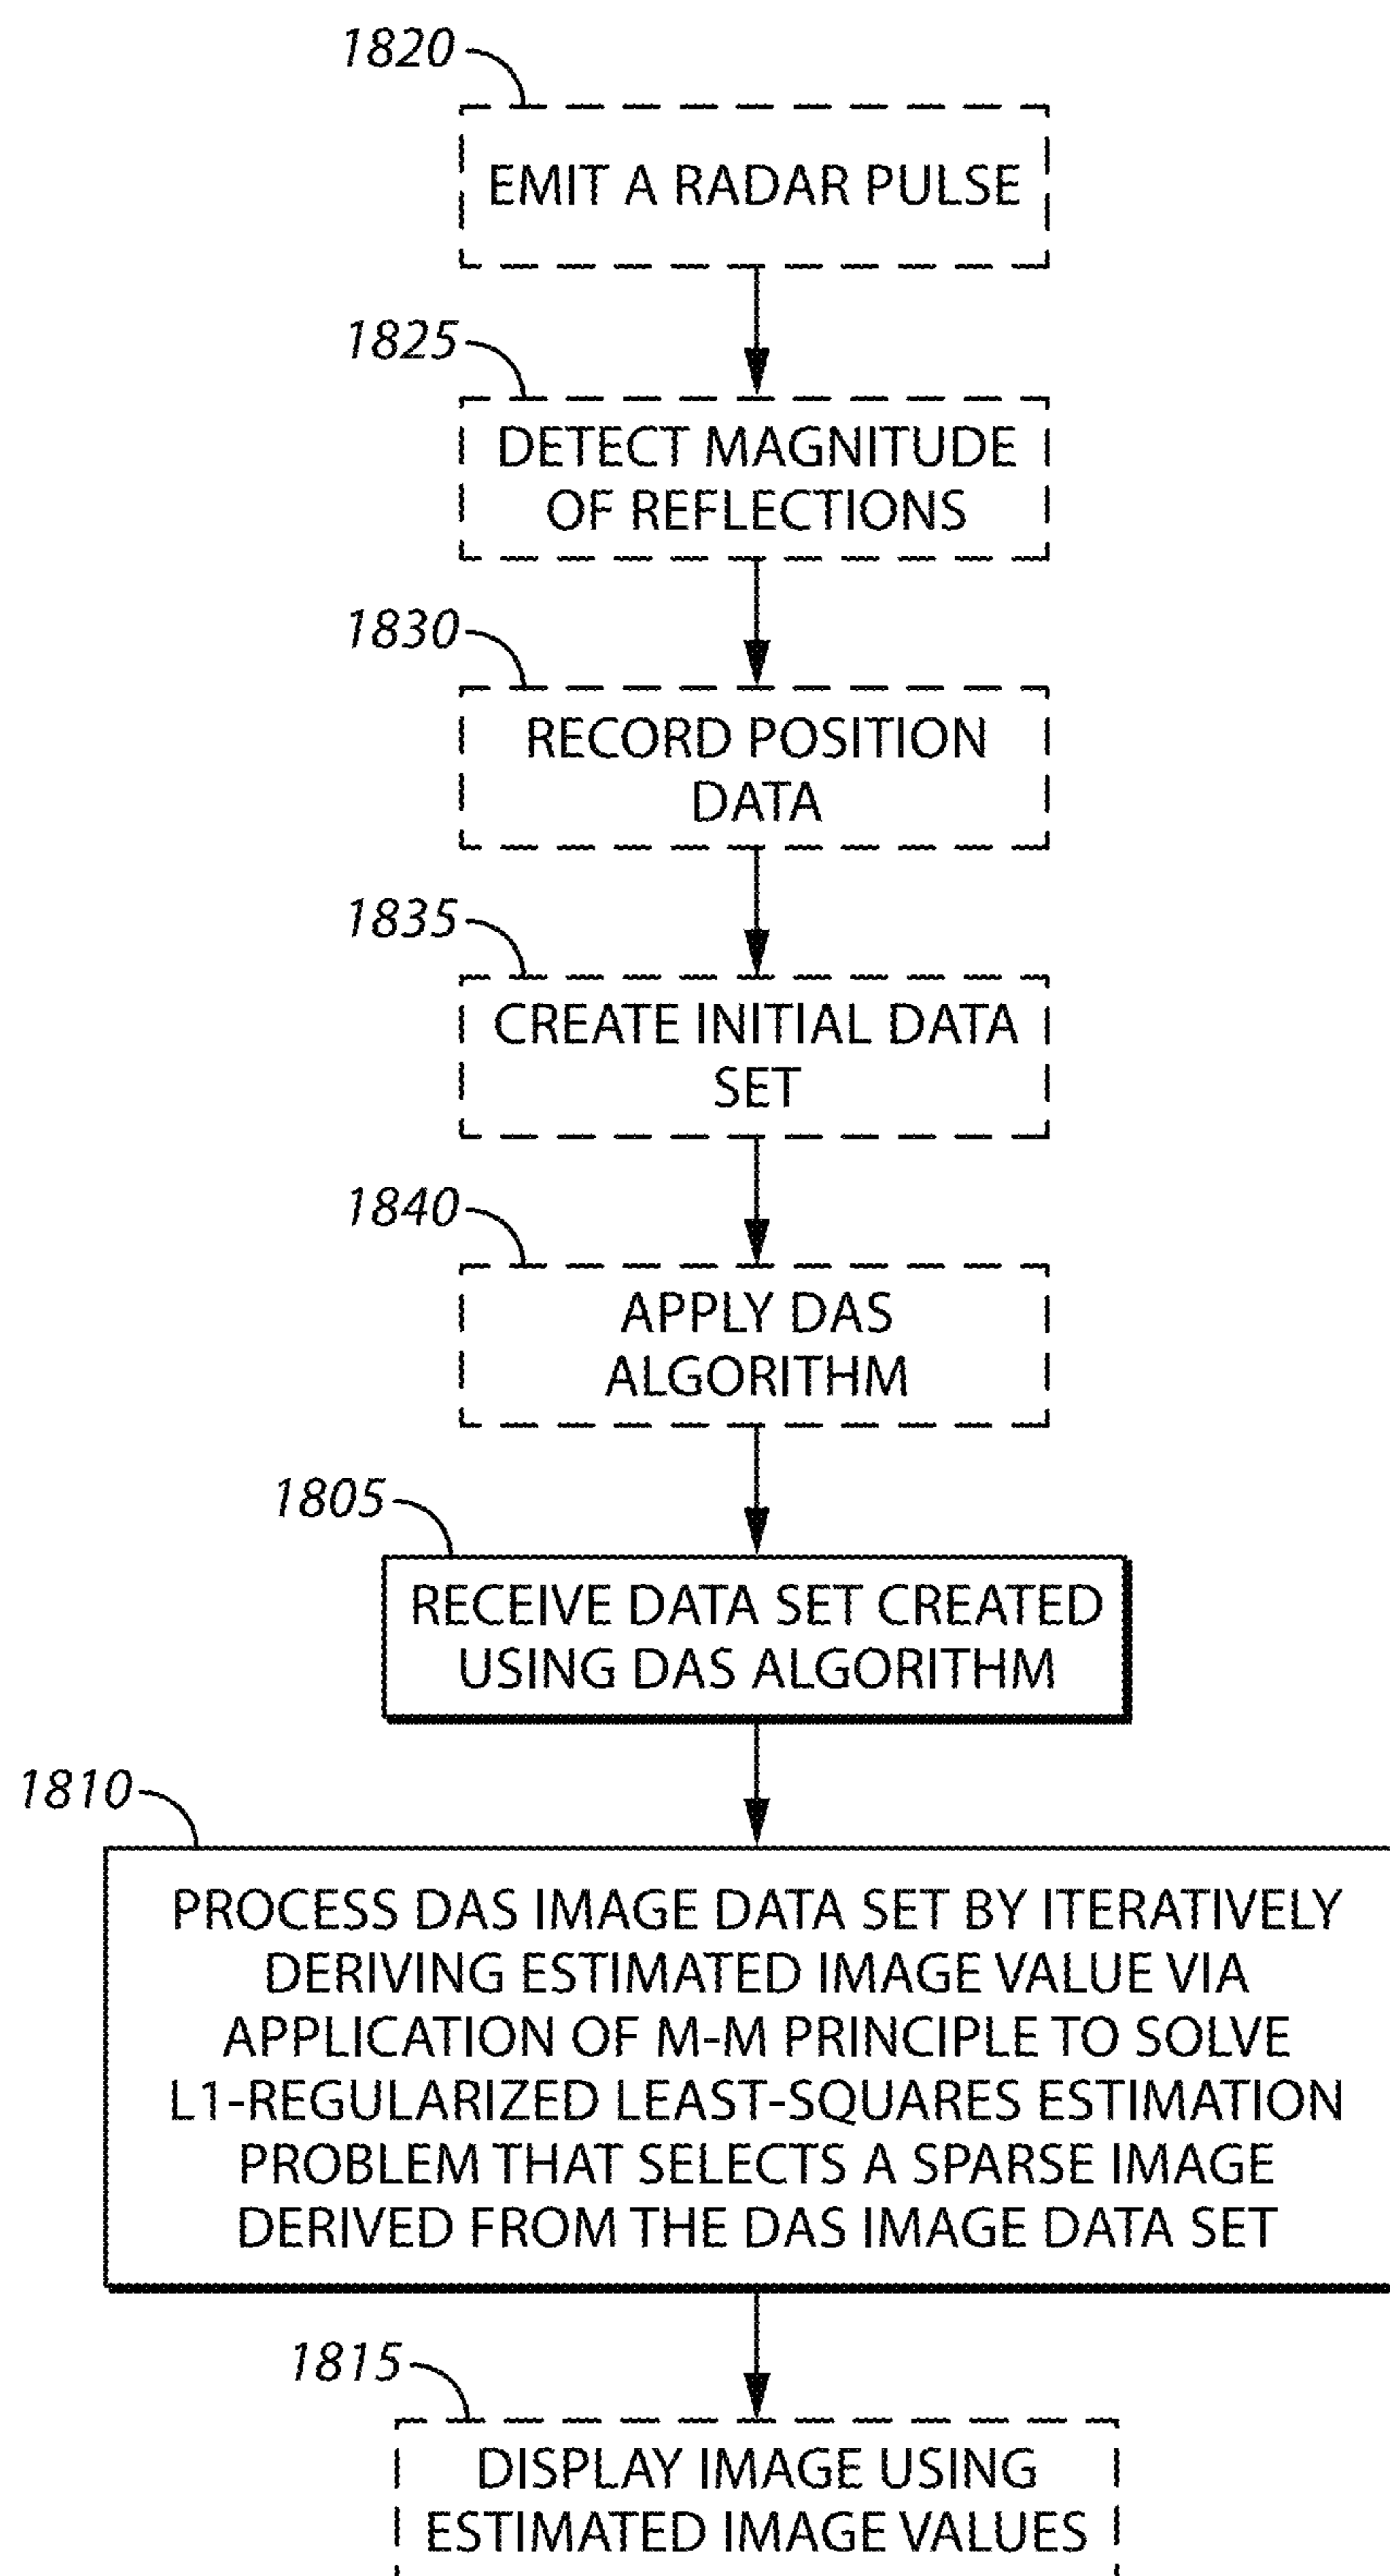 1820
EMIT A RADAR PULSE
1825
DETECT MAGNITUDE
OF REFLECTIONS
1830
RECORD POSITION
DATA
1835
CREATE INITIAL DATA
SET
1840
APPLY DAS
ALGORITHM
1805
RECEIVE DATA SET CREATED
USING DAS ALGORITHM
1810
PROCESS DAS IMAGE DATA SET BY ITERATIVELY
DERIVING ESTIMATED IMAGE VALUE VIA
APPLICATION OF M-M PRINCIPLE TO SOLVE
L1-REGULARIZED LEAST-SQUARES ESTIMATION
PROBLEM THAT SELECTS A SPARSE IMAGE
DERIVED FROM THE DAS IMAGE DATA SET
1815
DISPLAY IMAGE USING
ESTIMATED IMAGE VALUES